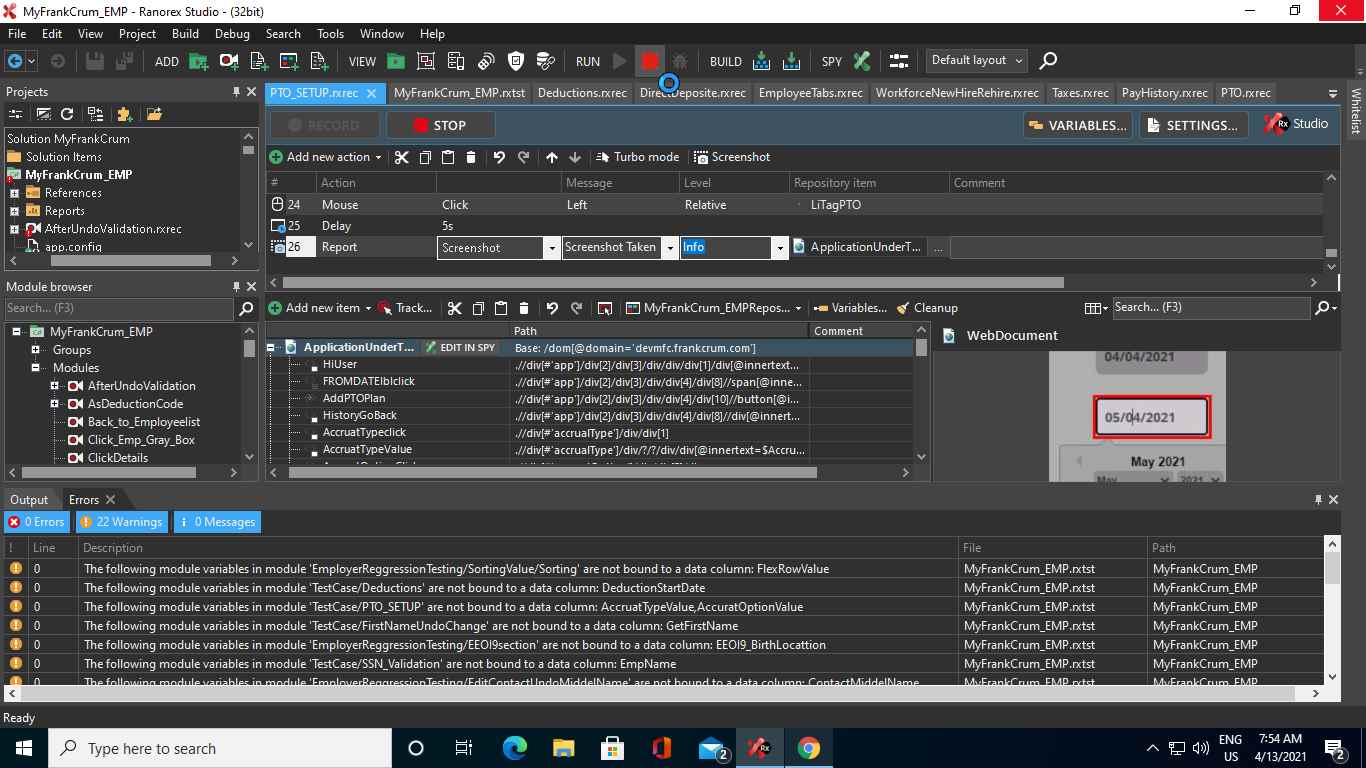 MyFrankCrum_EMP - Ranorex Studio - (32bit)
File Edit View Project Build Debug Search Tools Window Help
ADD VIEW RUN BUILD SPY Default layout
Projects
PTO_SETUP.rxrec MyFrankCrum_EMP.rxtst Deductions.rxrec DirectDeposite.rxrec EmployeeTabs.rxrec WorkforceNewHireRehire.rxrec Taxes.rxrec PayHistory.rxrec PTO.rxrec
Whitelist
RECORD STOP VARIABLES... SETTINGS... Rx Studio
Solution MyFrankCrum
Solution Items
MyFrankCrum_EMP
References
Reports
AfterUndoValidation.rxrec
app.config
Add new action Turbo mode Screenshot
# Action Message Level Repository item Comment
24 Mouse Click Left Relative LiTagPTO
25 Delay 5s
26 Report Screenshot Screenshot Taken Info ApplicationUnderT... ...
Module browser
Search... (F3)
MyFrankCrum_EMP
Groups
Modules
AfterUndoValidation
AsDeductionCode
Back_to_Employeelist
Click_Emp_Gray_Box
ClickDetails
Add new item Track... MyFrankCrum_EMPRepos... Variables... Cleanup Search... (F3)
Path Comment
ApplicationUnderT... EDIT IN SPY Base: /dom[@domain='devmfc.frankcrum.com']
HiUser .//div[#'app']/div[2]/div[3]/div/div/div[1]/div[@innertext...
FROMDATElblclick .//div[#'app']/div[2]/div[3]/div/div[4]/div[8]//span[@inne...
AddPTOPlan .//div[#'app']/div[2]/div[3]/div/div[4]/div[10]//button[@i...
HistoryGoBack .//div[#'app']/div[2]/div[3]/div/div[4]/div[8]//div[@innert...
AccruatTypeclick .//div[#'accrualType']/div/div[1]
AccruatTypeValue .//div[#'accrualType']/div/?/?/div/div[@innertext=$Accru...
WebDocument
04/04/2021
05/04/2021
May 2021
May 2021
Output Errors
0 Errors 22 Warnings 0 Messages
! Line Description File Path
0 The following module variables in module 'EmployerReggressionTesting/SortingValue/Sorting' are not bound to a data column: FlexRowValue MyFrankCrum_EMP.rxtst MyFrankCrum_EMP
0 The following module variables in module 'TestCase/Deductions' are not bound to a data column: DeductionStartDate MyFrankCrum_EMP.rxtst MyFrankCrum_EMP
0 The following module variables in module 'TestCase/PTO_SETUP' are not bound to a data column: AccruatTypeValue,AccuratOptionValue MyFrankCrum_EMP.rxtst MyFrankCrum_EMP
0 The following module variables in module 'TestCase/FirstNameUndoChange' are not bound to a data column: GetFirstName MyFrankCrum_EMP.rxtst MyFrankCrum_EMP
0 The following module variables in module 'EmployerReggressionTesting/EEOI9section' are not bound to a data column: EEOI9_BirthLocattion MyFrankCrum_EMP.rxtst MyFrankCrum_EMP
0 The following module variables in module 'TestCase/SSN_Validation' are not bound to a data column: EmpName MyFrankCrum_EMP.rxtst MyFrankCrum_EMP
0 The following module variables in module 'EmployerReggressionTesting/EditContactUndoMiddelName' are not bound to a data column: ContactMiddelName MyFrankCrum_EMP.rxtst MyFrankCrum_EMP
Ready
Type here to search
2 Rx ENG US 7:54 AM 4/13/2021 2